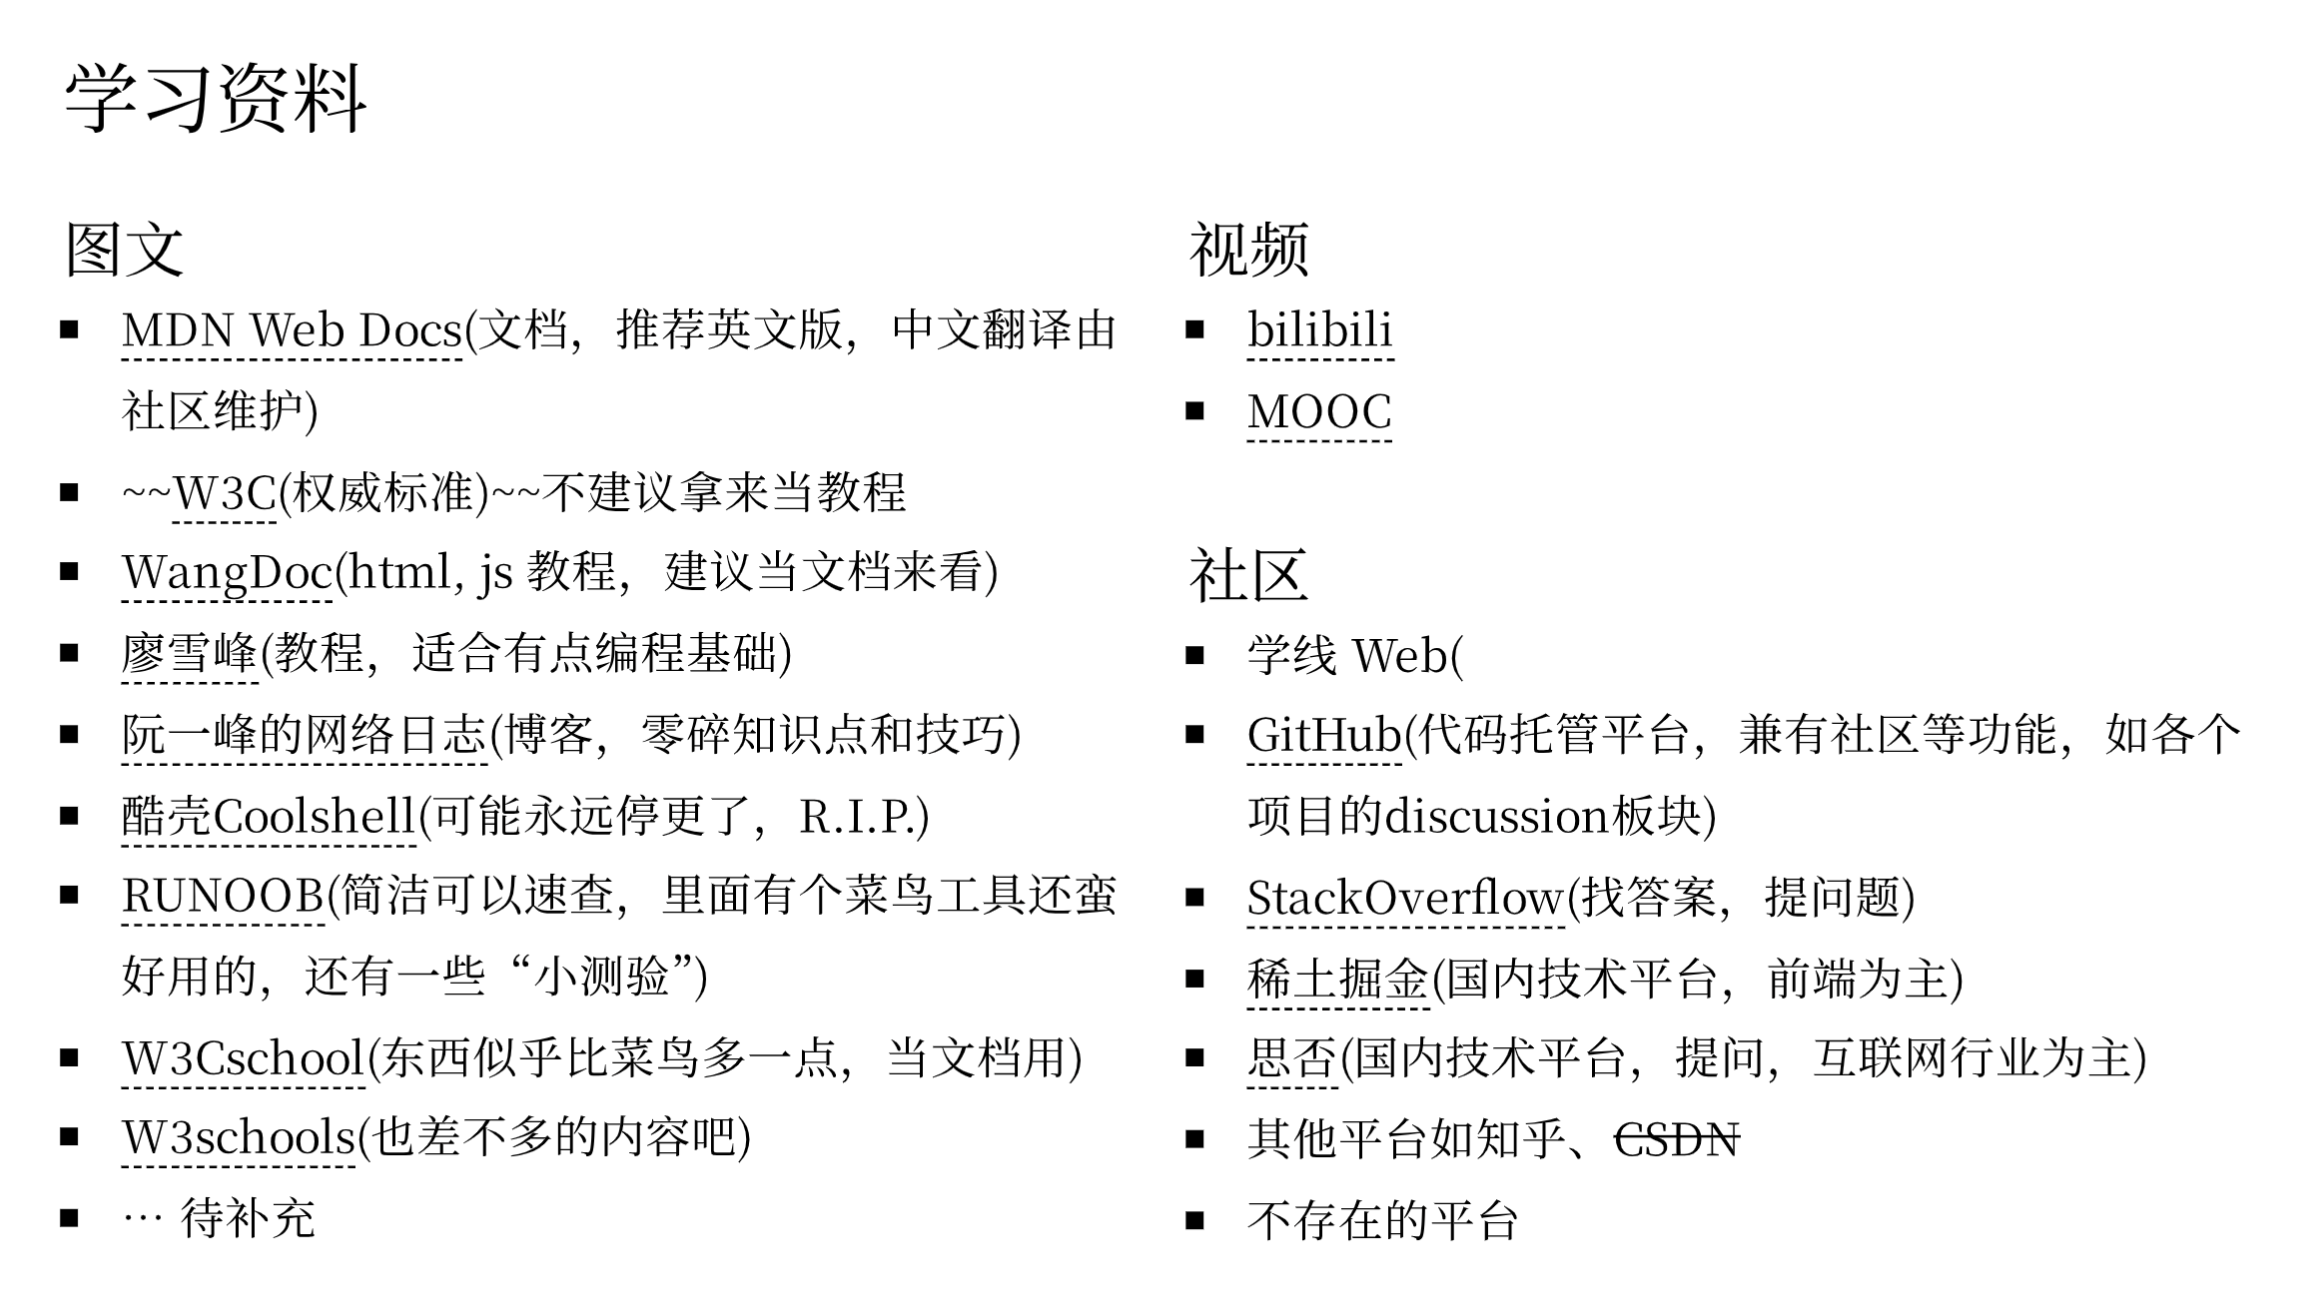 学习资料
图文
MDN Web Docs(文档，推荐英文版，中文翻译由
社区维护)
~~W3C(权威标准)~~不建议拿来当教程
WangDoc(html, js 教程，建议当文档来看)
廖雪峰(教程，适合有点编程基础)
阮一峰的网络日志(博客，零碎知识点和技巧)
酷壳Coolshell(可能永远停更了，R.I.P.)
RUNOOB(简洁可以速查，里面有个菜鸟工具还蛮
好用的，还有一些“小测验”)
W3Cschool(东西似乎比菜鸟多一点，当文档用)
W3schools(也差不多的内容吧)
… 待补充
视频
bilibili
MOOC
社区
学线 Web(
GitHub(代码托管平台，兼有社区等功能，如各个
项目的discussion板块)
StackOverflow(找答案，提问题)
稀土掘金(国内技术平台，前端为主)
思否(国内技术平台，提问，互联网行业为主)
其他平台如知乎、CSDN
不存在的平台